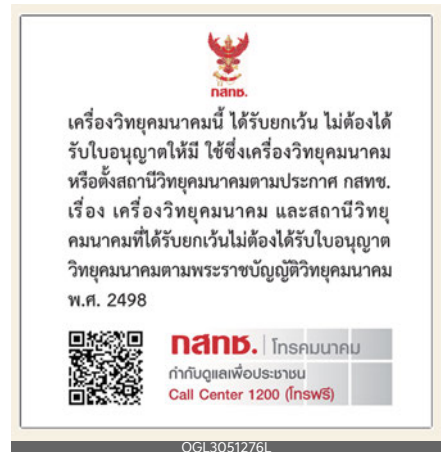 กสทช.
เครื่องวิทยุคมนาคมนี้ ได้รับยกเว้น ไม่ต้องได้
รับใบอนุญาตให้มี ใช้ซึ่งเครื่องวิทยุคมนาคม
หรือตั้งสถานีวิทยุคมนาคมตามประกาศ กสทช.
เรื่อง เครื่องวิทยุคมนาคม และสถานีวิทยุ
คมนาคมที่ได้รับยกเว้นไม่ต้องได้รับใบอนุญาต
วิทยุคมนาคมตามพระราชบัญญัติวิทยุคมนาคม
พ.ศ. 2498
กสทช. โทรคมนาคม
กำกับดูแลเพื่อประชาชน
Call Center 1200 (โทรฟรี)
OGL3051276L